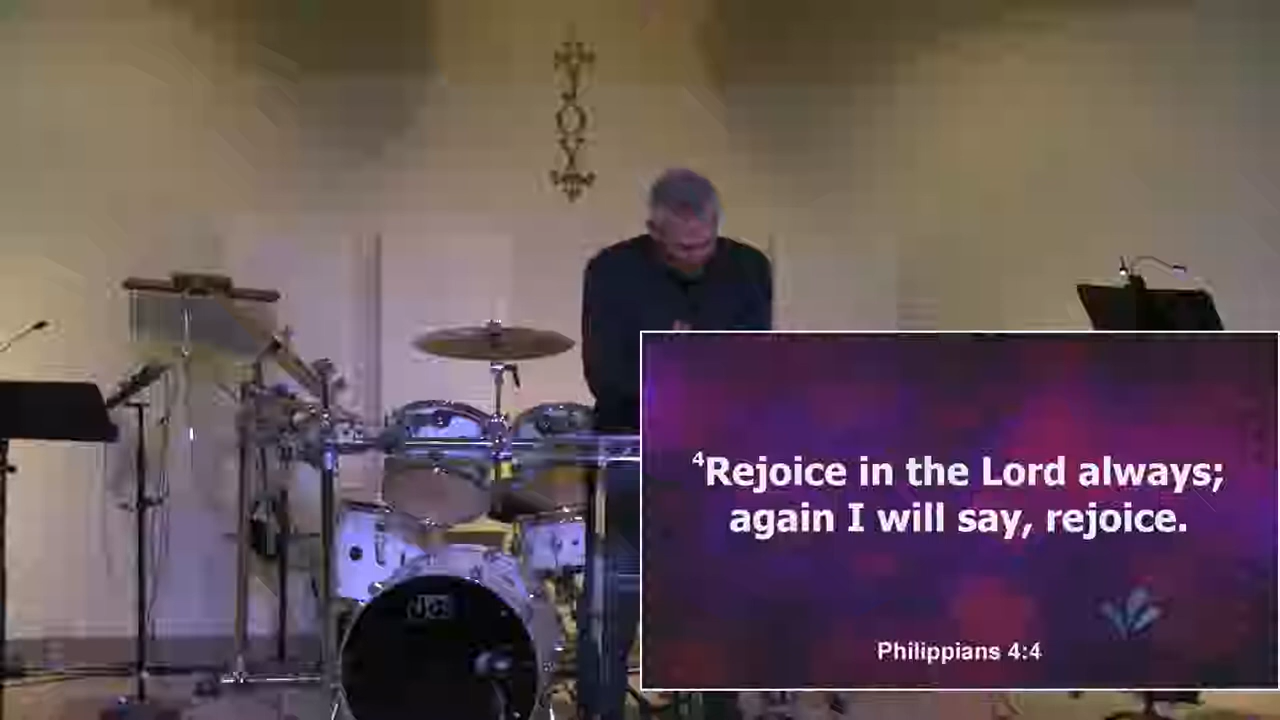 JOY
⁴Rejoice in the Lord always;
again I will say, rejoice.
Philippians 4:4